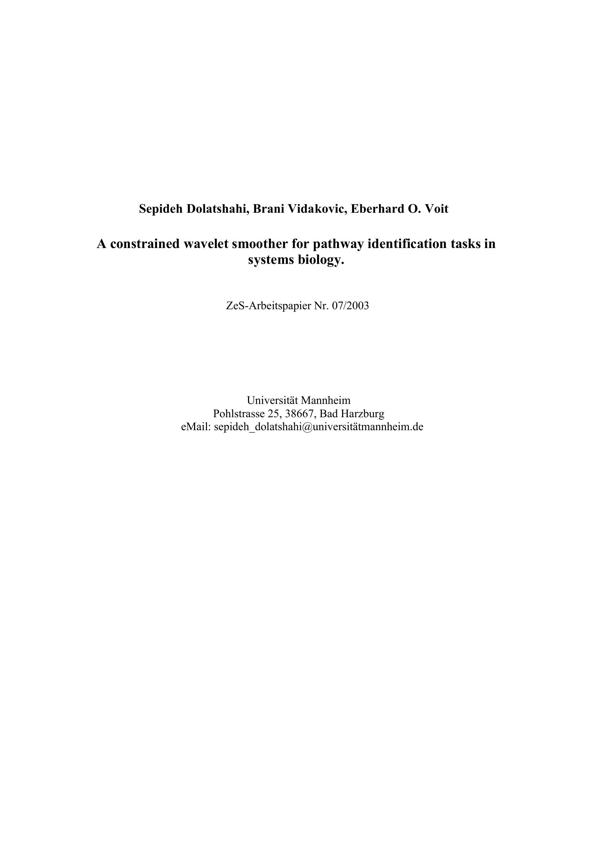 Sepideh Dolatshahi, Brani Vidakovic, Eberhard O. Voit
A constrained wavelet smoother for pathway identification tasks in
systems biology.
ZeS-Arbeitspapier Nr. 07/2003
Universität Mannheim
Pohlstrasse 25, 38667, Bad Harzburg
eMail: sepideh_dolatshahi@universitätmannheim.de